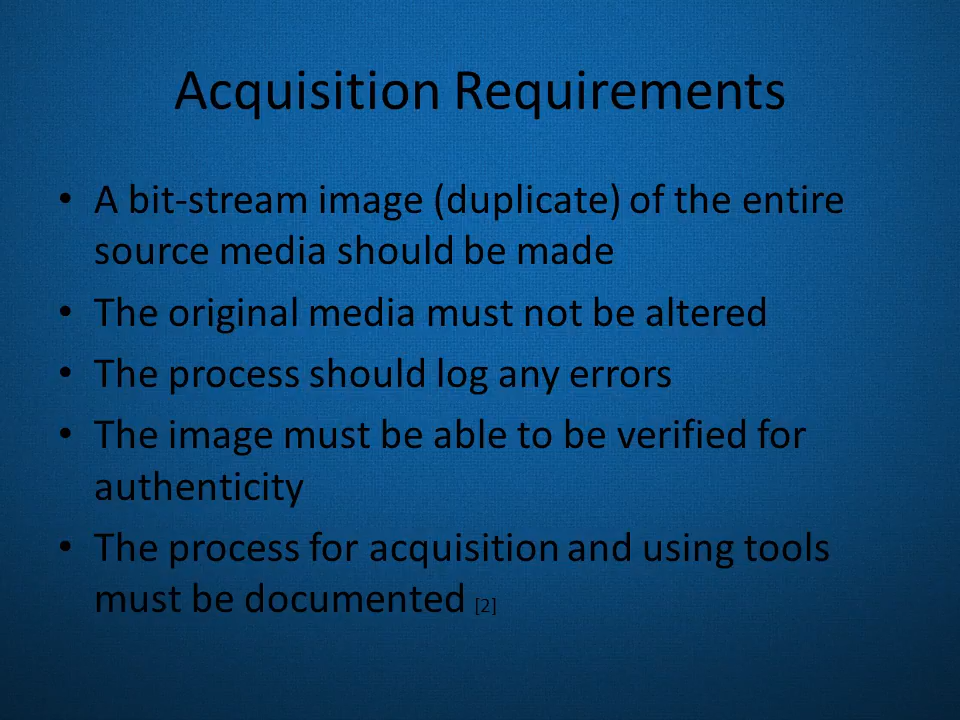 Acquisition Requirements
• A bit-stream image (duplicate) of the entire
source media should be made
• The original media must not be altered
• The process should log any errors
• The image must be able to be verified for
authenticity
• The process for acquisition and using tools
must be documented [2]